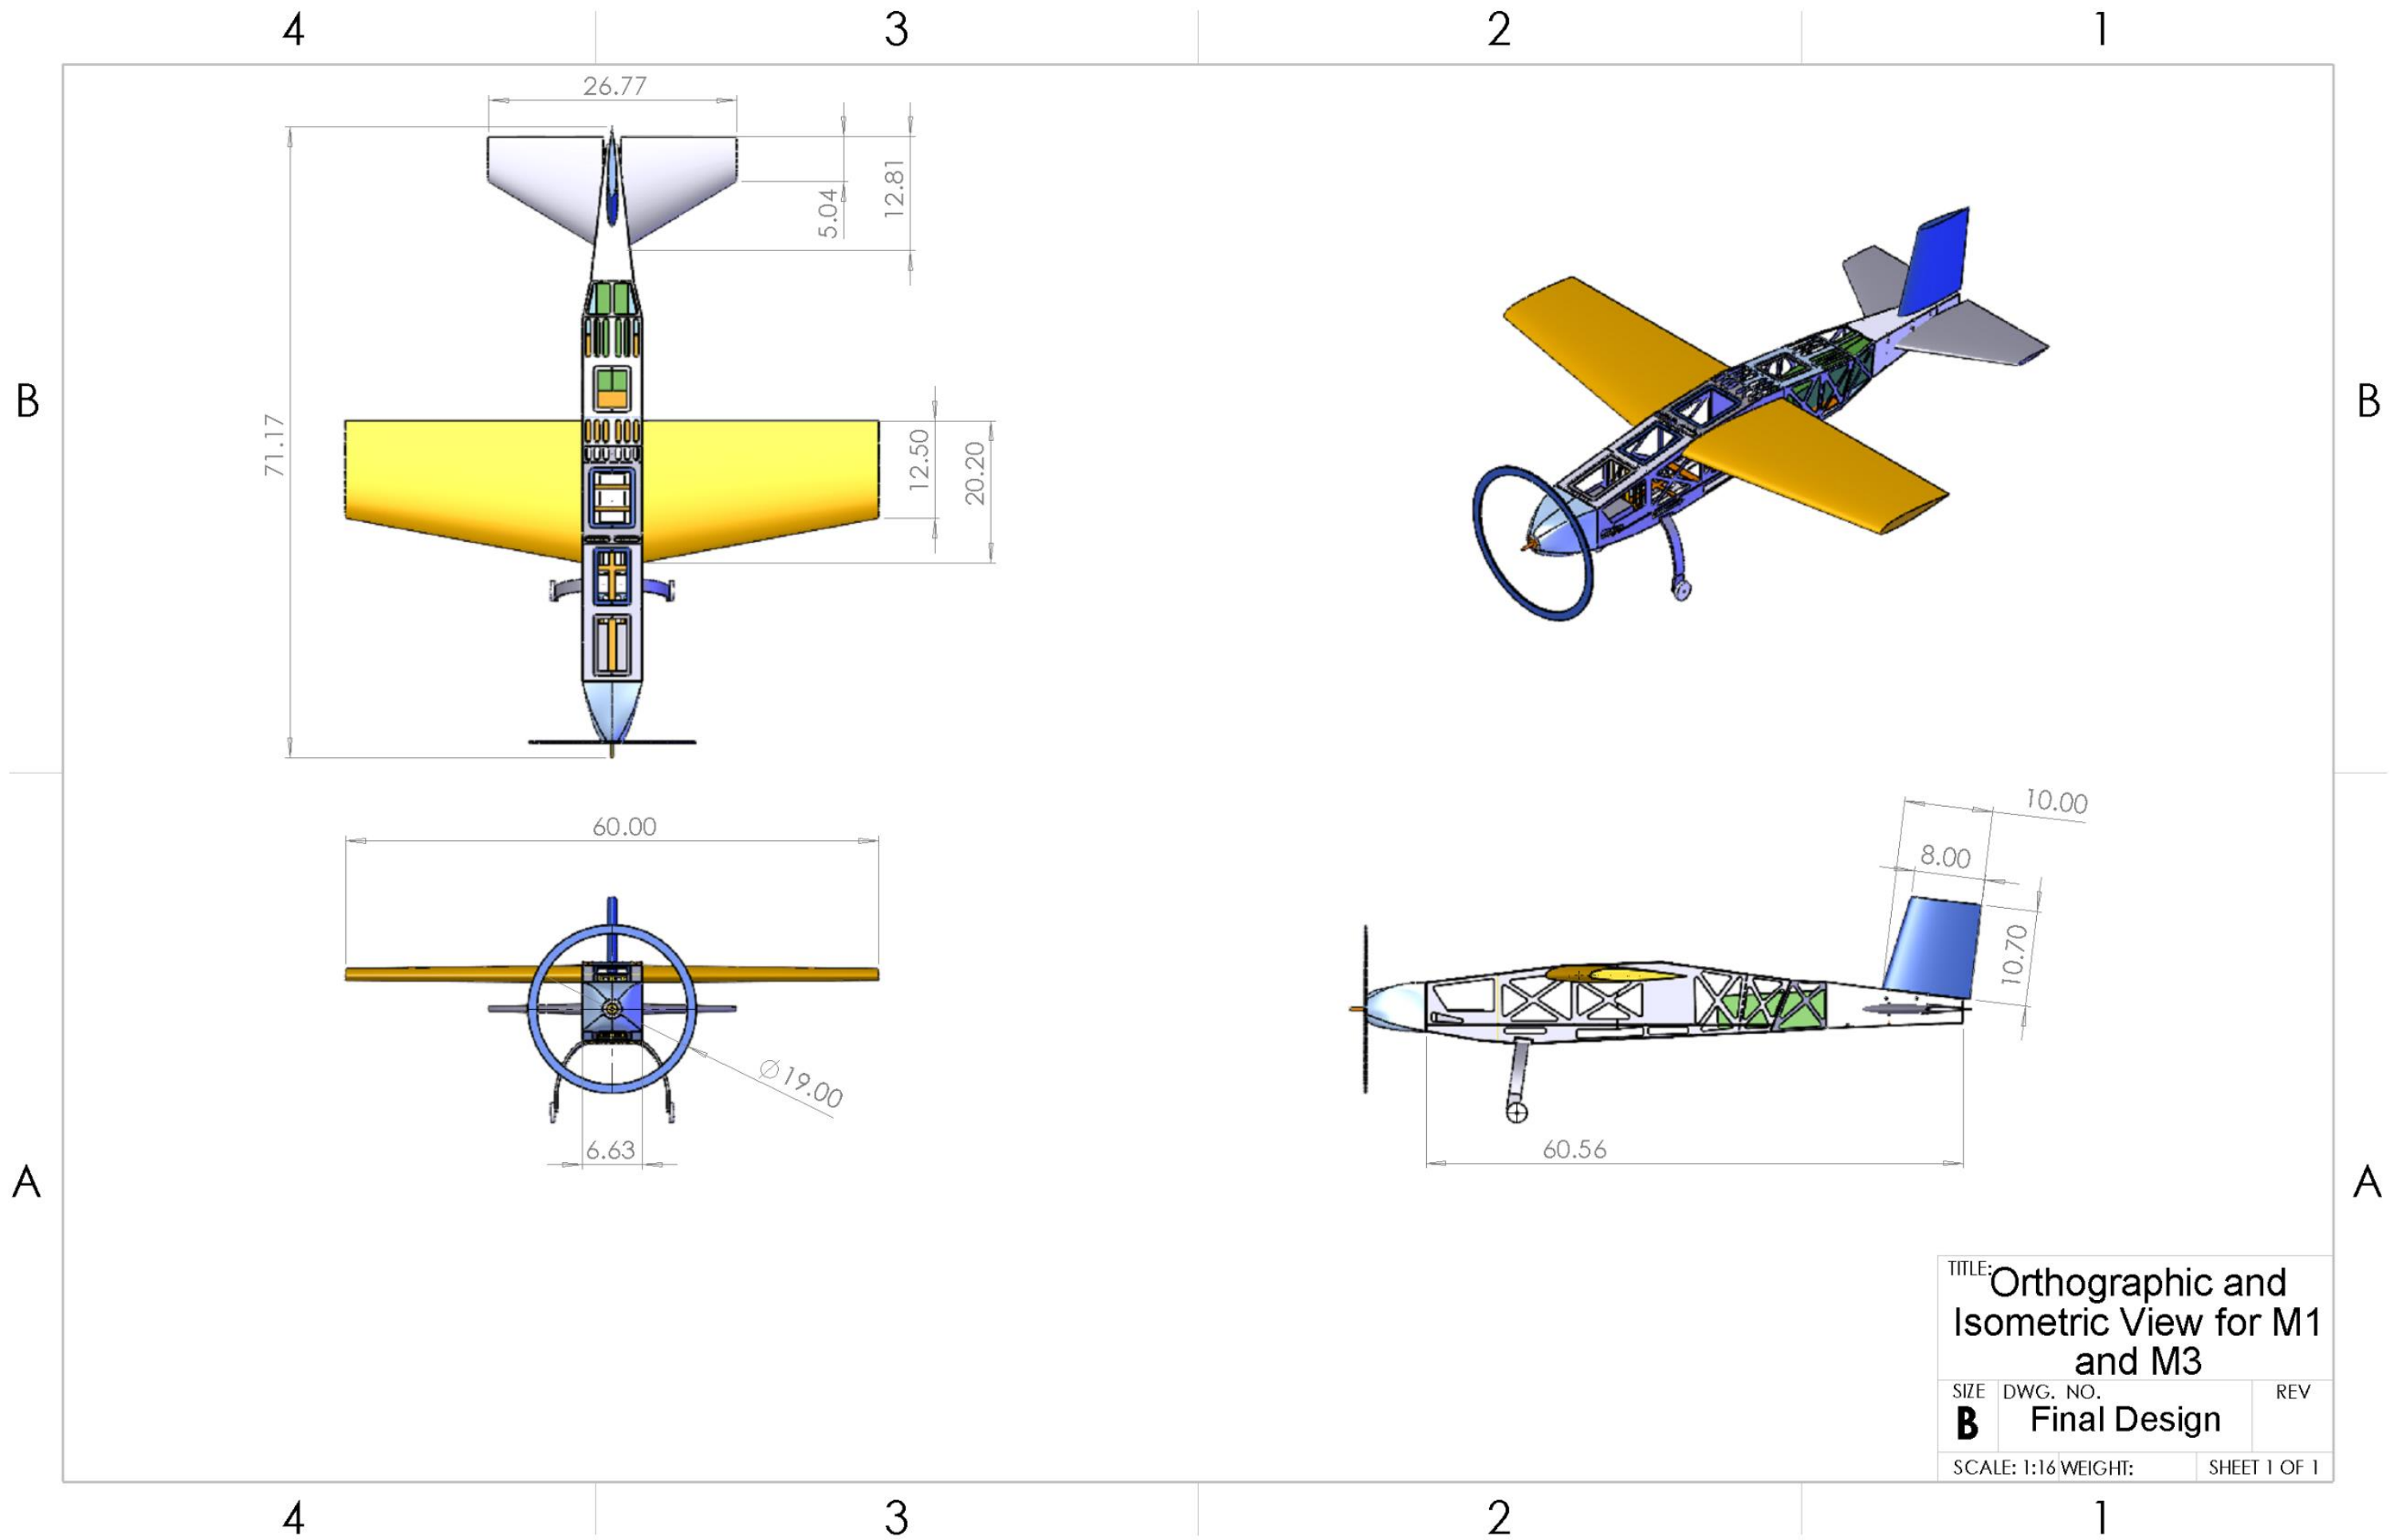 4
3
2
1
26.77
5.04
12.81
B
B
71.17
12.50
20.20
60.00
10.00
8.00
10.70
⌀19.00
6.63
60.56
A
A
TITLE:
Orthographic and
Isometric View for M1
and M3
SIZE
DWG. NO.
REV
B
Final Design
SCALE: 1:16
WEIGHT:
SHEET 1 OF 1
4
3
2
1